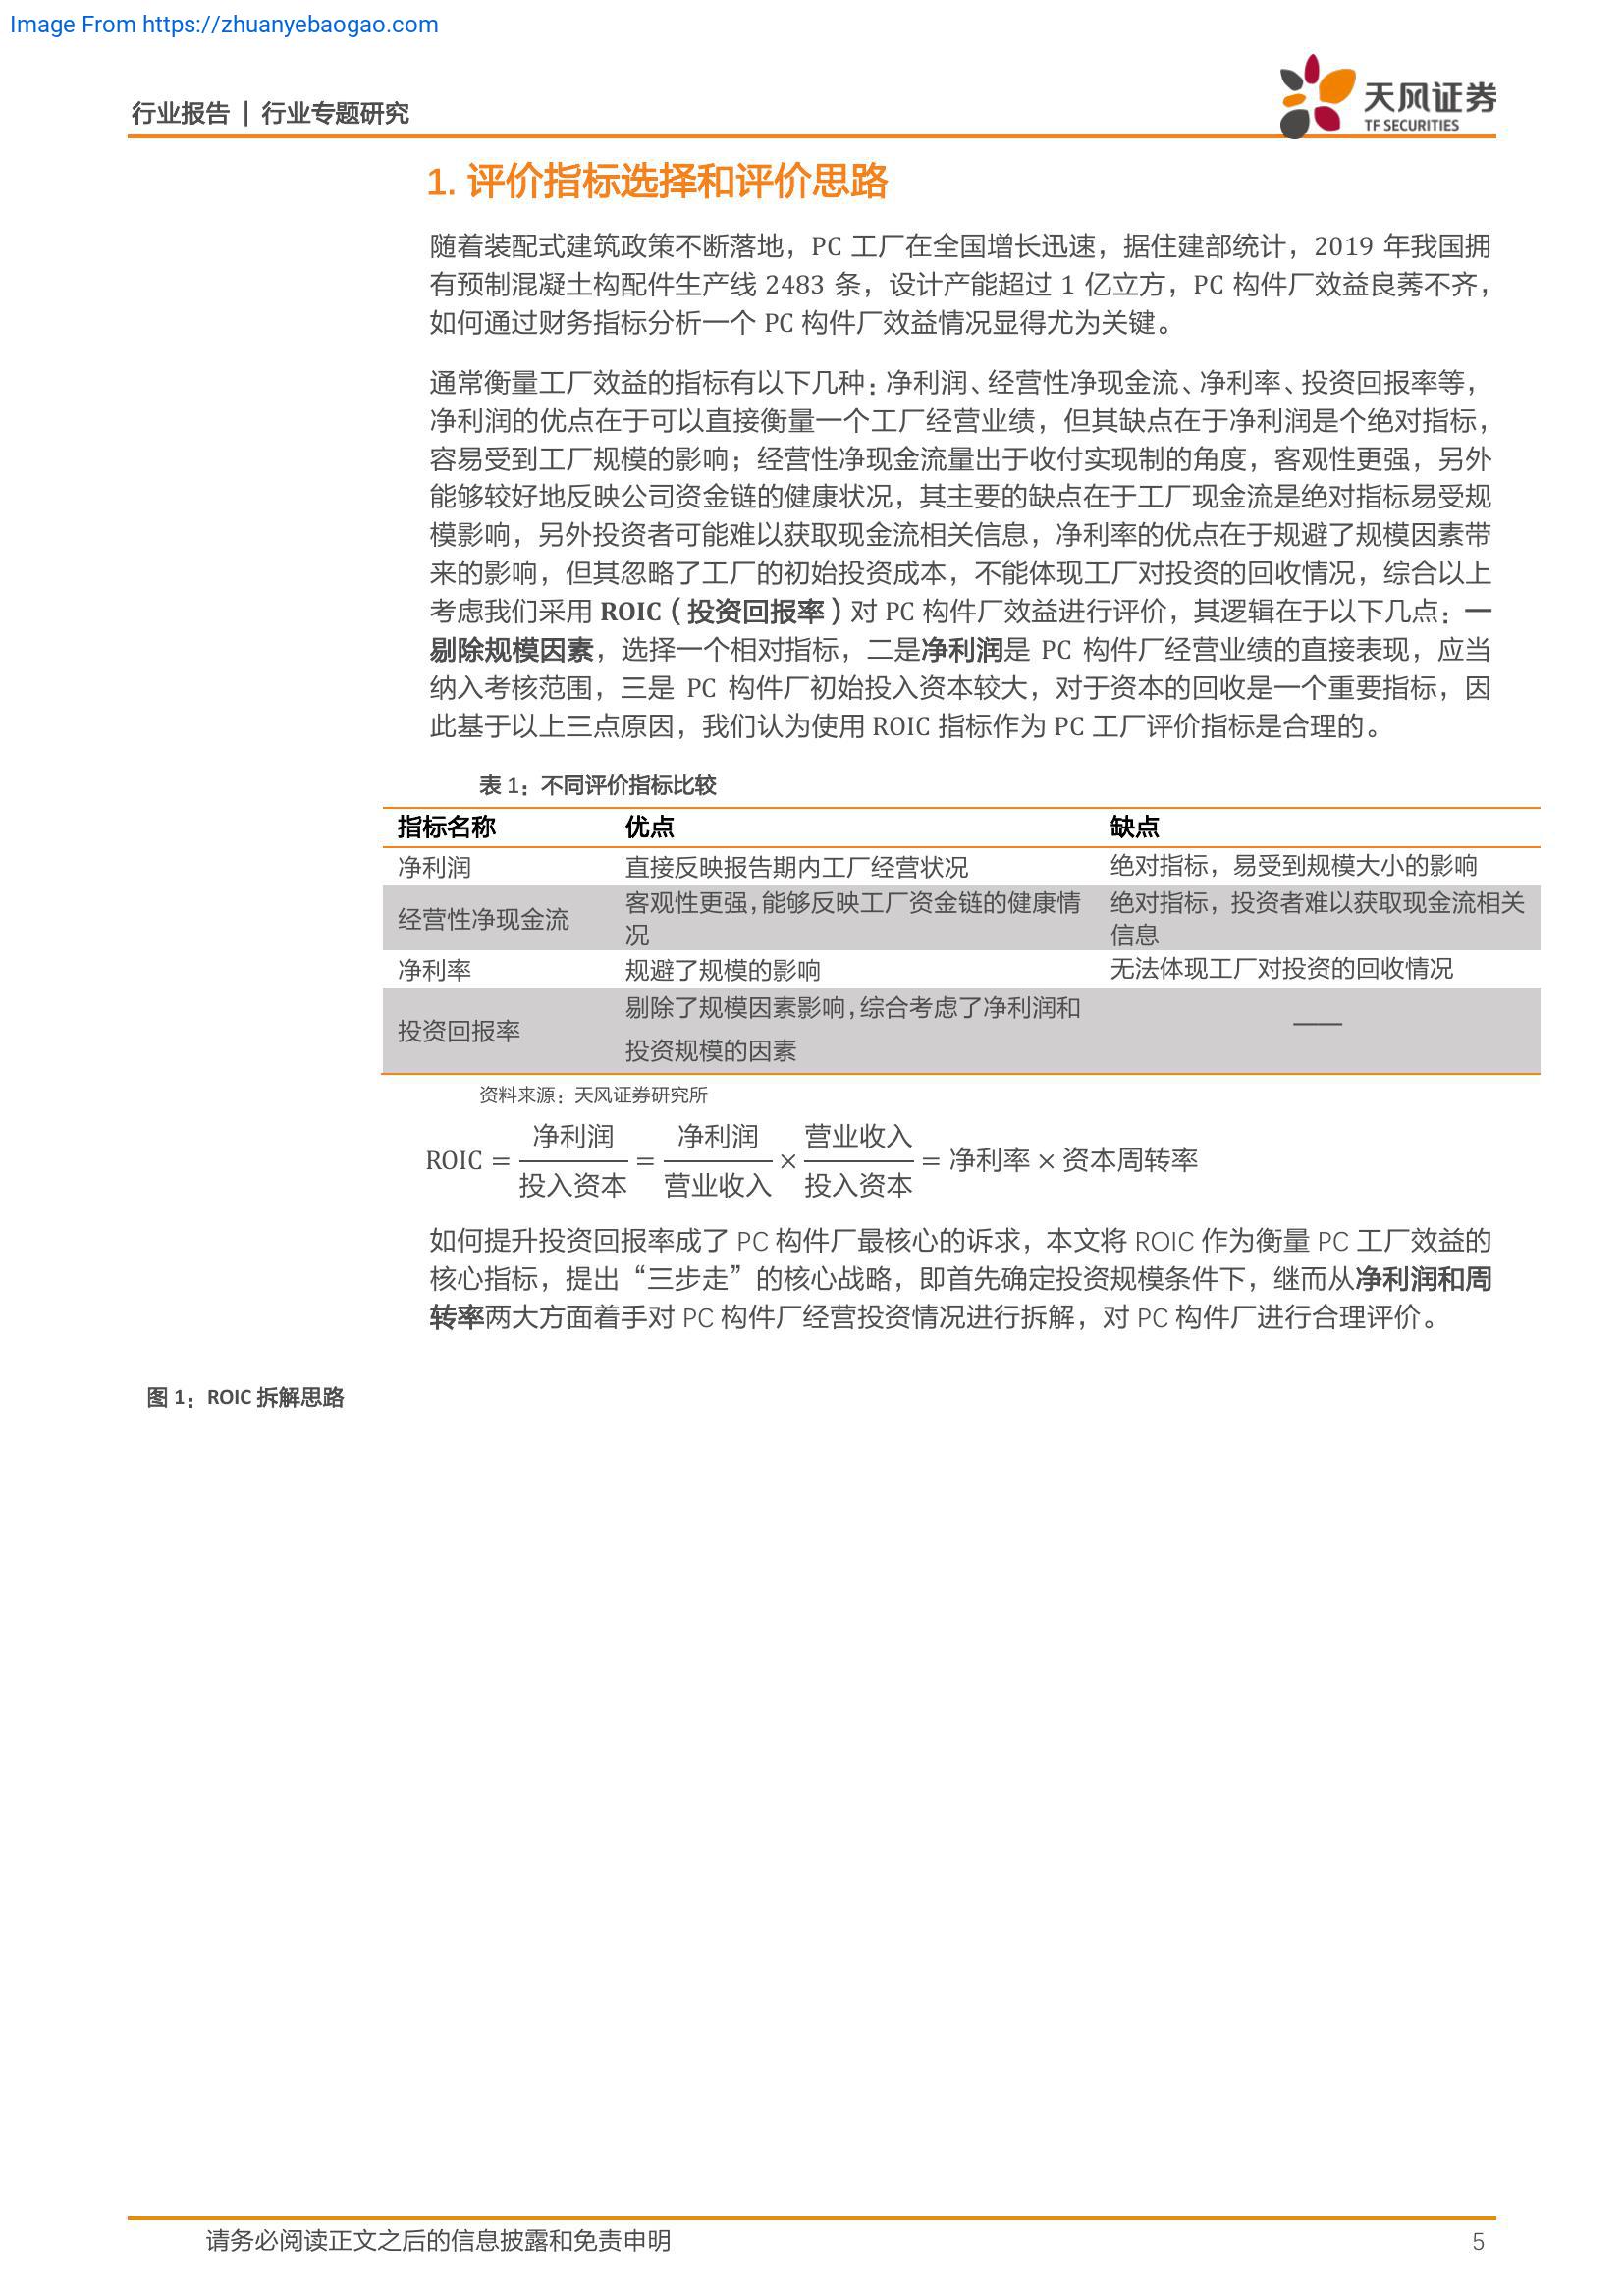 Image From https://zhuanyebaogao.com
行业报告 | 行业专题研究
天风证券
TF SECURITIES
1. 评价指标选择和评价思路
随着装配式建筑政策不断落地，PC 工厂在全国增长迅速，据住建部统计，2019 年我国拥
有预制混凝土构配件生产线 2483 条，设计产能超过 1 亿立方，PC 构件厂效益良莠不齐，
如何通过财务指标分析一个 PC 构件厂效益情况显得尤为关键。
通常衡量工厂效益的指标有以下几种：净利润、经营性净现金流、净利率、投资回报率等，
净利润的优点在于可以直接衡量一个工厂经营业绩，但其缺点在于净利润是个绝对指标，
容易受到工厂规模的影响；经营性净现金流量出于收付实现制的角度，客观性更强，另外
能够较好地反映公司资金链的健康状况，其主要的缺点在于工厂现金流是绝对指标易受规
模影响，另外投资者可能难以获取现金流相关信息，净利率的优点在于规避了规模因素带
来的影响，但其忽略了工厂的初始投资成本，不能体现工厂对投资的回收情况，综合以上
考虑我们采用 ROIC（投资回报率）对 PC 构件厂效益进行评价，其逻辑在于以下几点：一
剔除规模因素，选择一个相对指标，二是净利润是 PC 构件厂经营业绩的直接表现，应当
纳入考核范围，三是 PC 构件厂初始投入资本较大，对于资本的回收是一个重要指标，因
此基于以上三点原因，我们认为使用 ROIC 指标作为 PC 工厂评价指标是合理的。
表 1：不同评价指标比较
指标名称 优点 缺点
净利润 直接反映报告期内工厂经营状况 绝对指标，易受到规模大小的影响
经营性净现金流 客观性更强，能够反映工厂资金链的健康情 绝对指标，投资者难以获取现金流相关
况 信息
净利率 规避了规模的影响 无法体现工厂对投资的回收情况
投资回报率 剔除了规模因素影响，综合考虑了净利润和 ——
投资规模的因素
资料来源：天风证券研究所
ROIC = 净利润/投入资本 = 净利润/营业收入 × 营业收入/投入资本 = 净利率 × 资本周转率
如何提升投资回报率成了 PC 构件厂最核心的诉求，本文将 ROIC 作为衡量 PC 工厂效益的
核心指标，提出“三步走”的核心战略，即首先确定投资规模条件下，继而从净利润和周
转率两大方面着手对 PC 构件厂经营投资情况进行拆解，对 PC 构件厂进行合理评价。
图 1：ROIC 拆解思路
请务必阅读正文之后的信息披露和免责申明 5